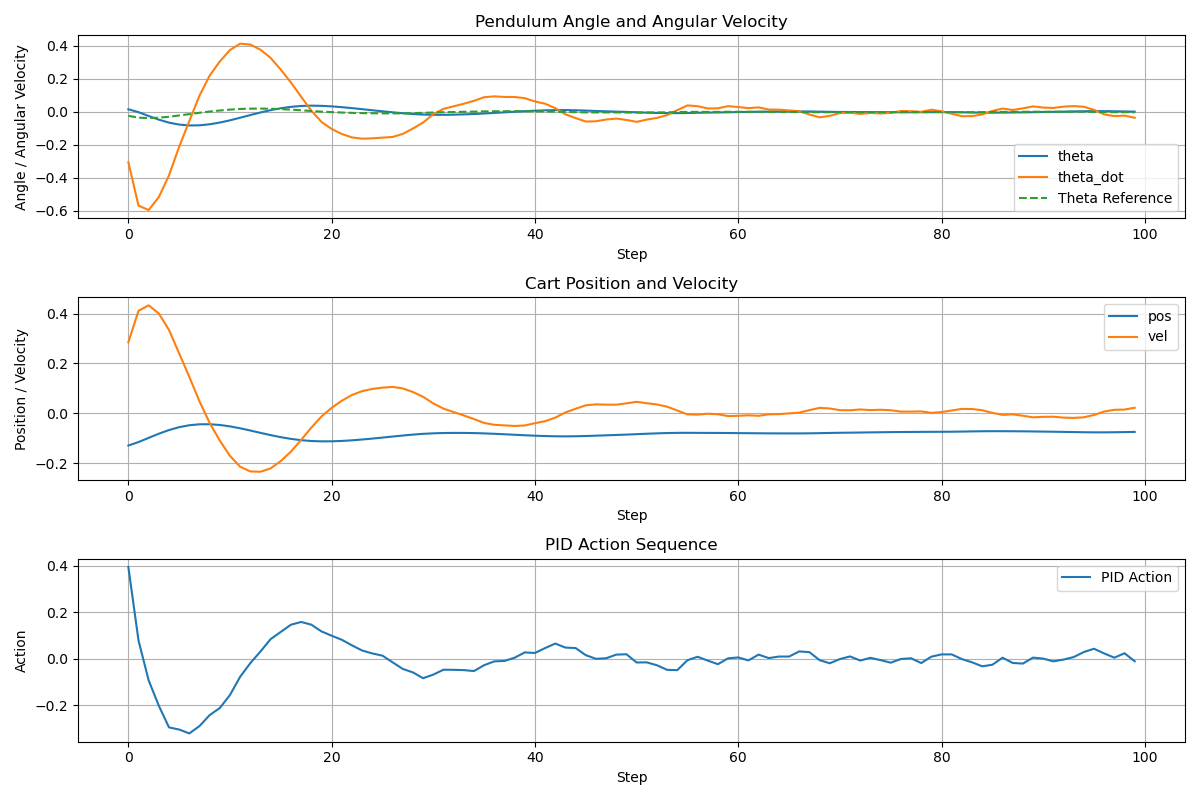 Pendulum Angle and Angular Velocity
Angle / Angular Velocity
0.4
0.2
0.0
−0.2
−0.4
−0.6
theta
theta_dot
Theta Reference
0 20 40 60 80 100
Step
Cart Position and Velocity
Position / Velocity
0.4
0.2
0.0
−0.2
pos
vel
0 20 40 60 80 100
Step
PID Action Sequence
Action
0.4
0.2
0.0
−0.2
PID Action
0 20 40 60 80 100
Step